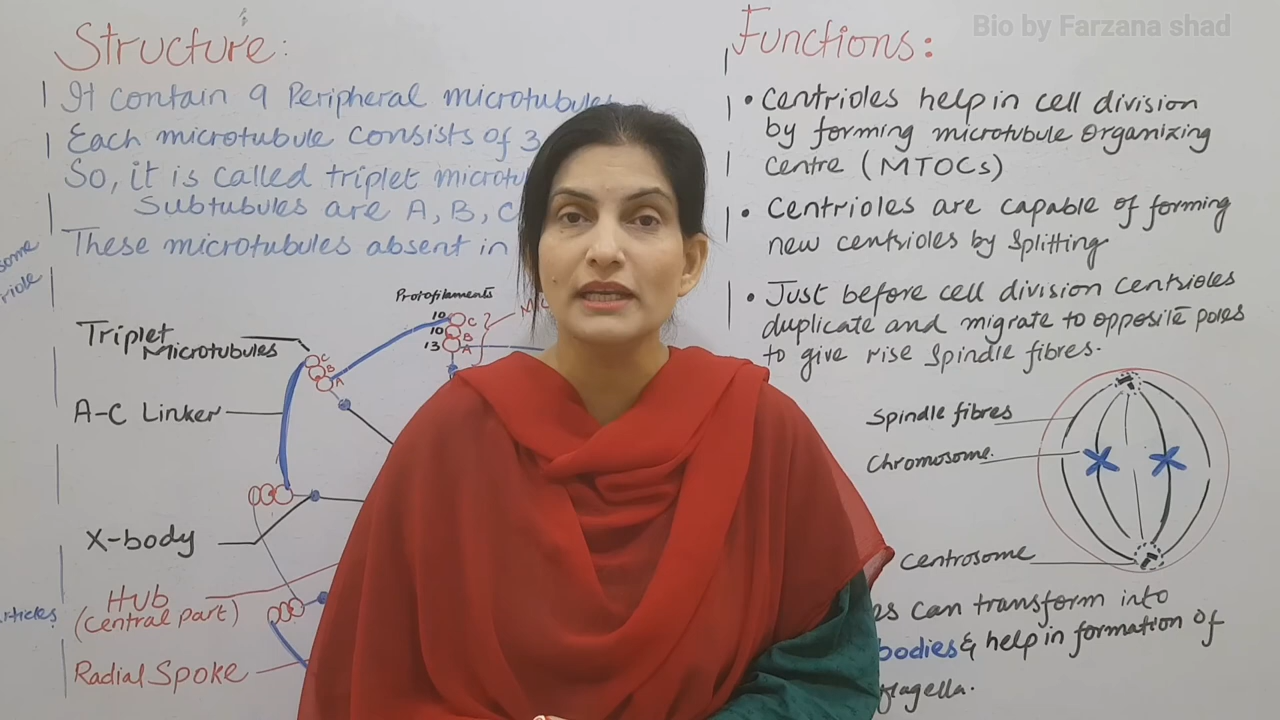 Bio by Farzana shad
Structure:
It contain 9 Peripheral microtubules
Each microtubule consists of 3
So, it is called triplet
Subtubules are A, B, C
These microtubules absent in
Protofilaments
10 C
10 B
13 A
Triplet
Microtubules
C
B
A
A-C Linker
X-body
Hub
(central part)
Radial Spoke
Functions:
• Centrioles help in cell division
by forming microtubule Organizing
Centre (MTOCs)
• Centrioles are capable of forming
new centrioles by Splitting
• Just before cell division Centrioles
duplicate and migrate to opposite poles
to give rise Spindle fibres.
Spindle fibres
Chromosome
Centrosome
can transform into
bodies & help in formation of
flagella.